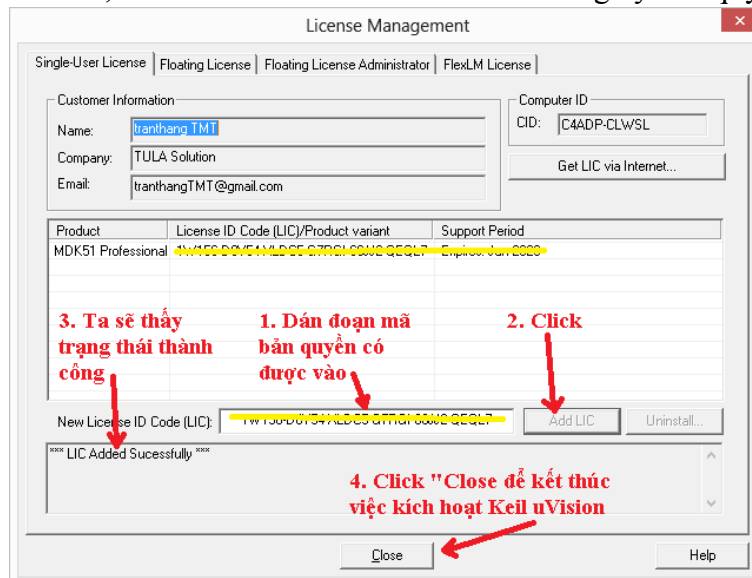 License Management
Single-User License Floating License Floating License Administrator FlexLM License
Customer Information
Name: tranthang TMT
Company: TULA Solution
Email: tranthangTMT@gmail.com
Computer ID
CID: C4ADP-CLWSL
Get LIC via Internet...
Product License ID Code (LIC)/Product variant Support Period
MDK51 Professional
3. Ta sẽ thấy
trạng thái thành
công
1. Dán đoạn mã
bản quyền có
được vào
2. Click
New License ID Code (LIC):
Add LIC Uninstall...
*** LIC Added Sucessfully ***
4. Click "Close để kết thúc
việc kích hoạt Keil uVision
Close Help